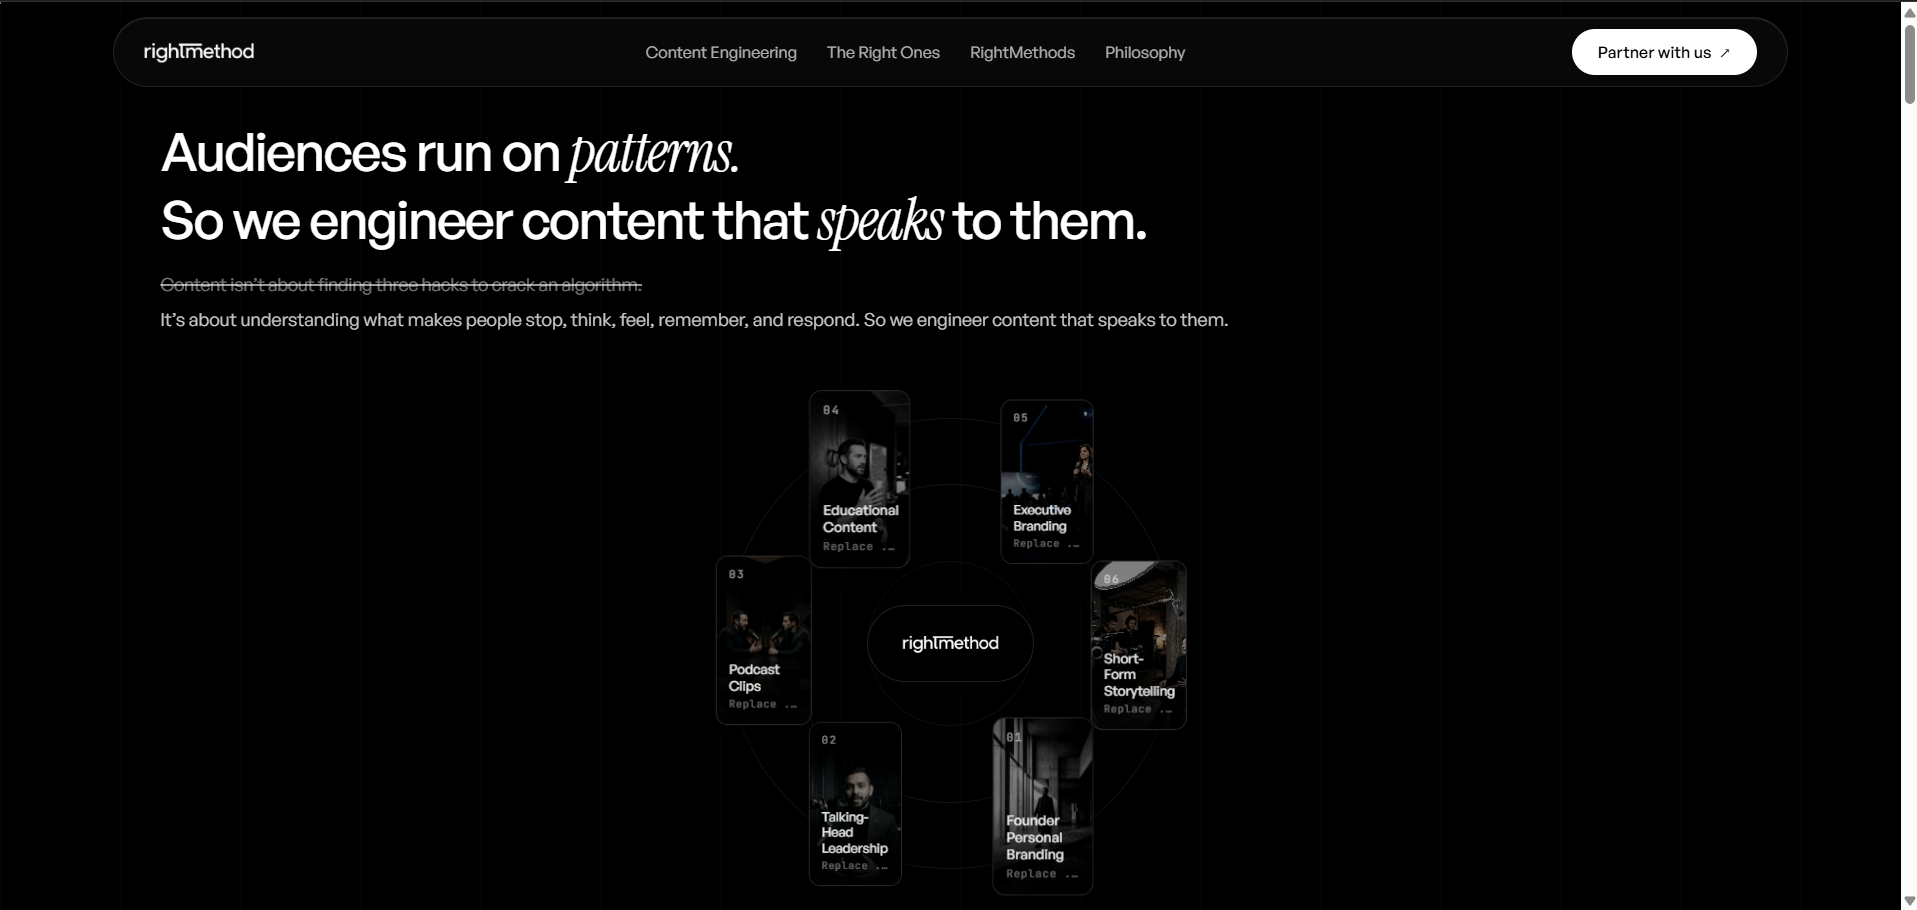 rightmethod
Content Engineering
The Right Ones
RightMethods
Philosophy
Partner with us ↗
Audiences run on patterns.
So we engineer content that speaks to them.
Content isn’t about finding three hacks to crack an algorithm.
It’s about understanding what makes people stop, think, feel, remember, and respond. So we engineer content that speaks to them.
04
Educational
Content
Replace ...
05
Executive
Branding
Replace ...
03
Podcast
Clips
Replace ...
rightmethod
06
Short-
Form
Storytelling
Replace ...
02
Talking-
Head
Leadership
Replace ...
01
Founder
Personal
Branding
Replace ...